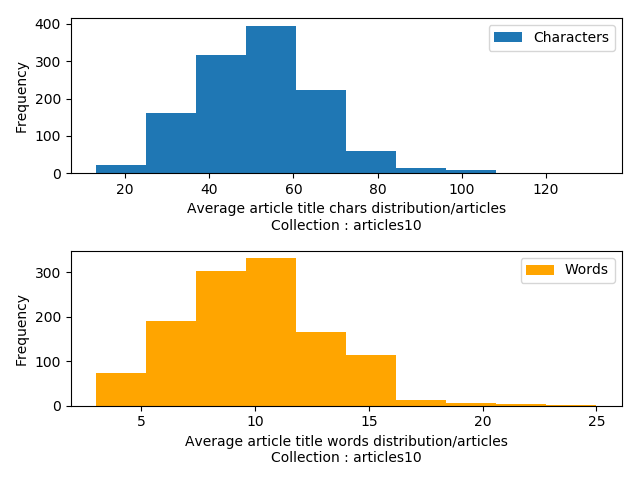 400
300
200
100
0
Frequency
Characters
20 40 60 80 100 120
Average article title chars distribution/articles
Collection : articles10
300
200
100
0
Frequency
Words
5 10 15 20 25
Average article title words distribution/articles
Collection : articles10